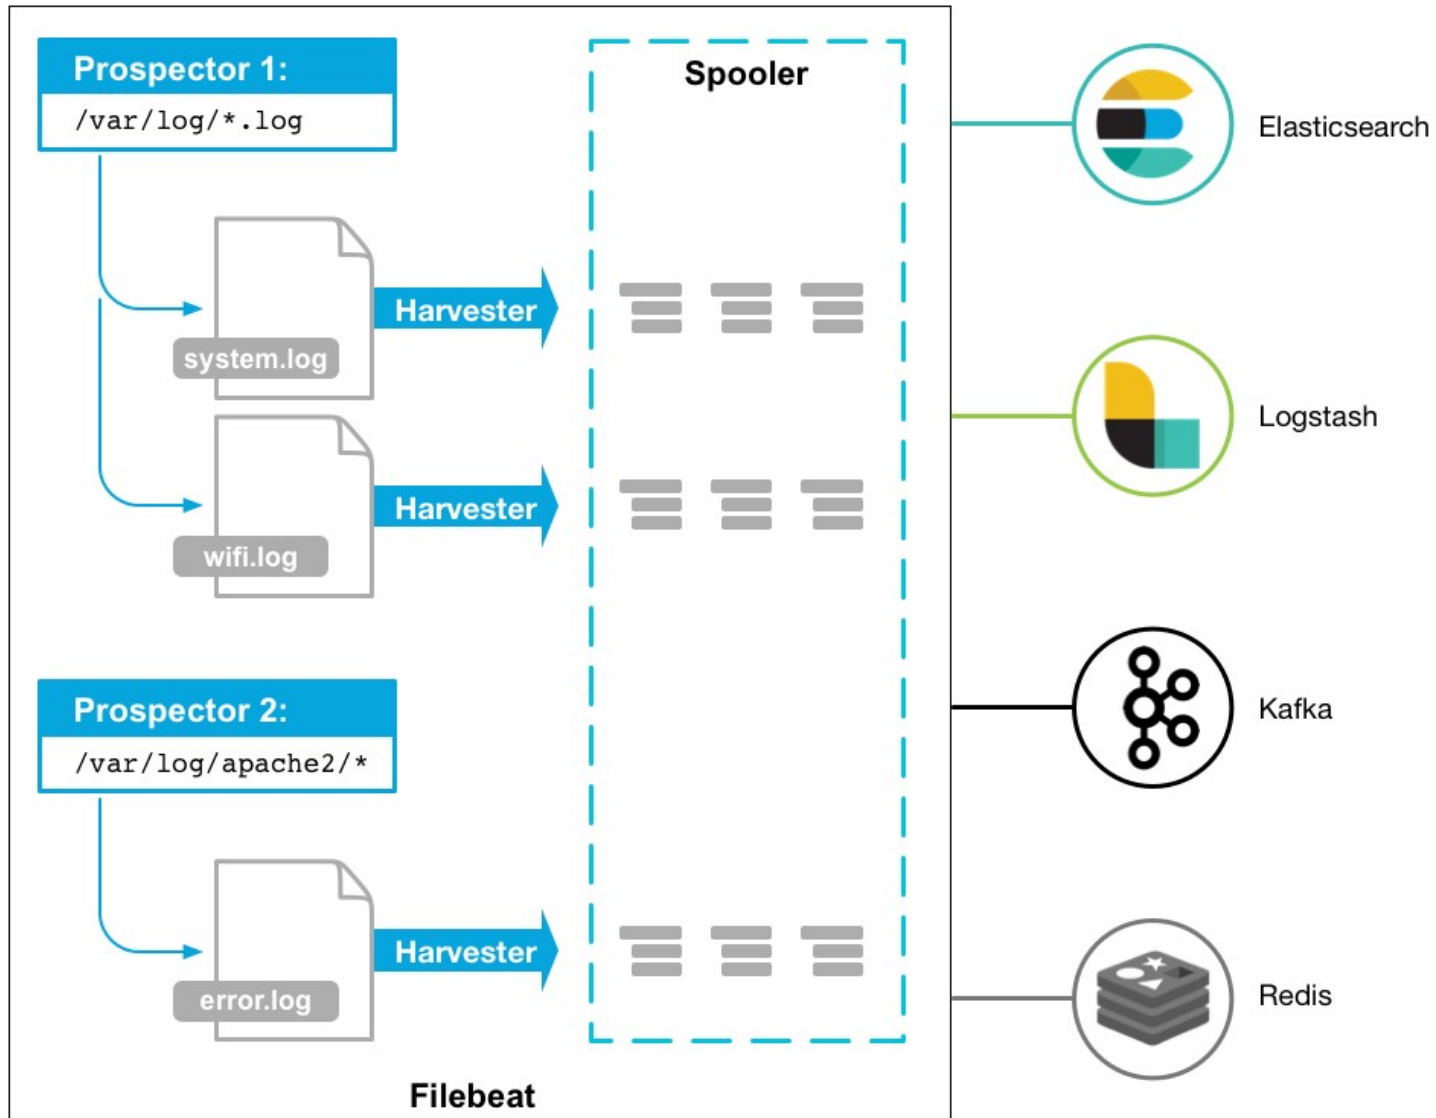 Prospector 1:
/var/log/*.log
system.log
Harvester
wifi.log
Harvester
Prospector 2:
/var/log/apache2/*
error.log
Harvester
Spooler
Filebeat
Elasticsearch
Logstash
Kafka
Redis